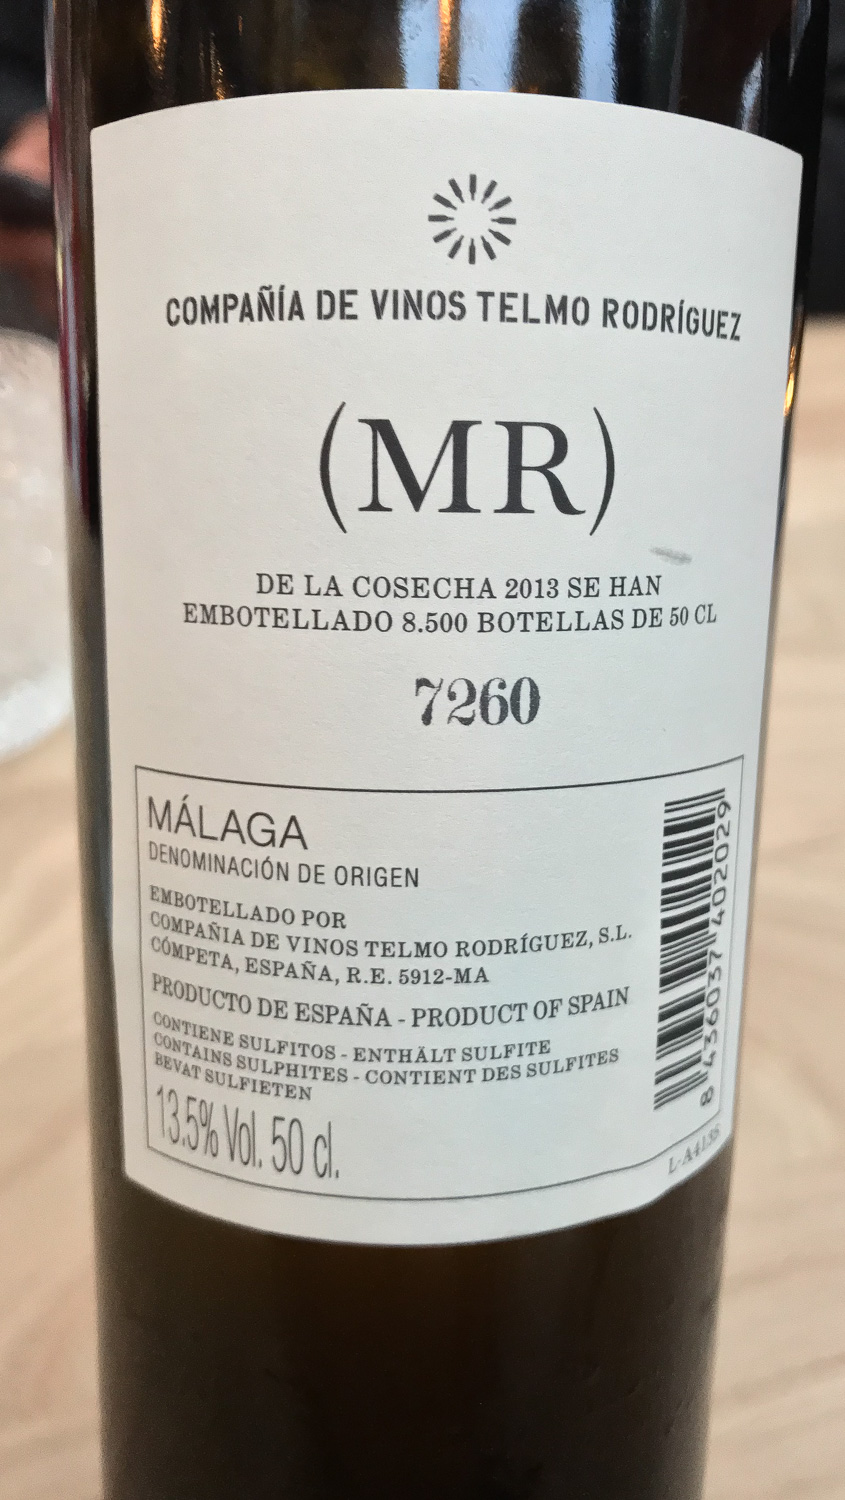 COMPAÑÍA DE VINOS TELMO RODRÍGUEZ
(MR)
DE LA COSECHA 2013 SE HAN
EMBOTELLADO 8.500 BOTELLAS DE 50 CL
7260
MÁLAGA
DENOMINACIÓN DE ORIGEN
EMBOTELLADO POR
COMPAÑIA DE VINOS TELMO RODRÍGUEZ, S.L.
CÓMPETA, ESPAÑA, R.E. 5912-MA
PRODUCTO DE ESPAÑA - PRODUCT OF SPAIN
CONTIENE SULFITOS - ENTHÄLT SULFITE
CONTAINS SULPHITES - CONTIENT DES SULFITES
BEVAT SULFIETEN
13.5% Vol. 50 cl.
8 436037 402029